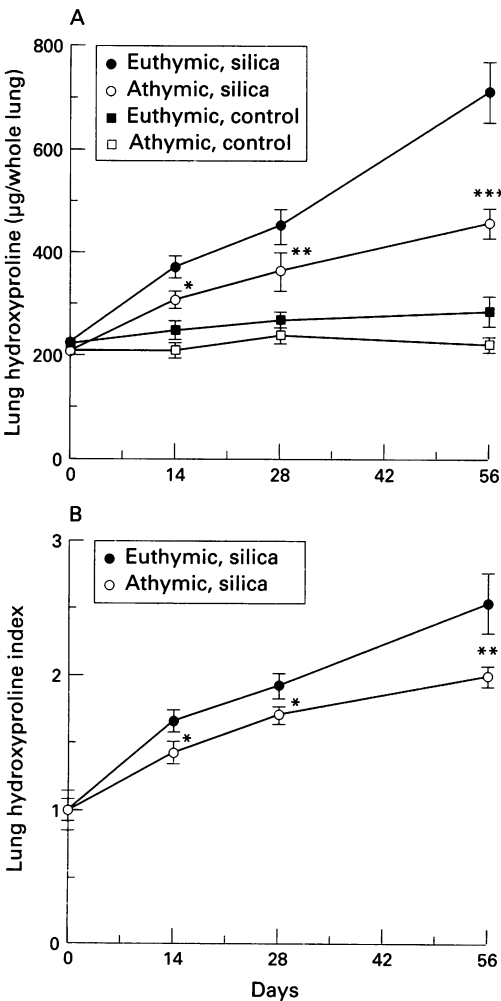 A
Lung hydroxyproline (µg/whole lung)
800
600
400
200
0
Euthymic, silica
Athymic, silica
Euthymic, control
Athymic, control
*
**
***
0 14 28 42 56
B
Lung hydroxyproline index
3
2
1
0
Euthymic, silica
Athymic, silica
*
*
**
0 14 28 42 56
Days